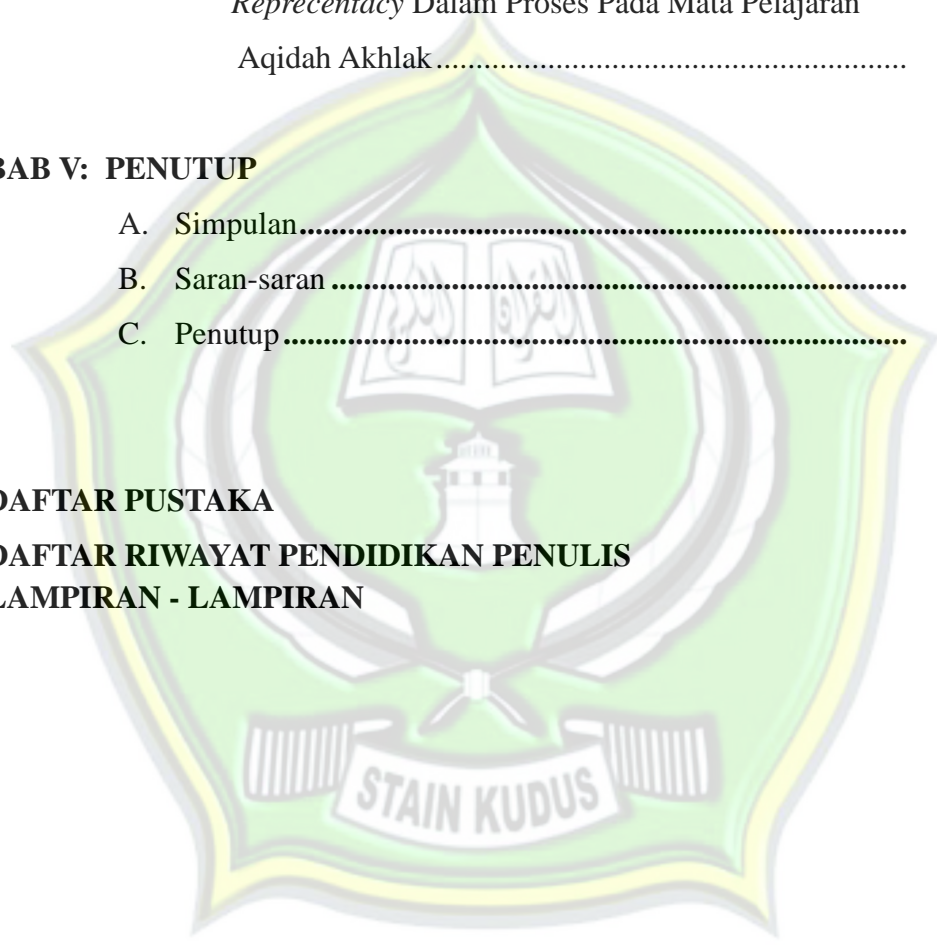 Reprecentacy Dalam Proses Pada Mata Pelajaran
Aqidah Akhlak..........................................................
BAB V: PENUTUP
A. Simpulan...........................................................................
B. Saran-saran.......................................................................
C. Penutup.............................................................................
DAFTAR PUSTAKA
DAFTAR RIWAYAT PENDIDIKAN PENULIS
LAMPIRAN - LAMPIRAN
STAIN KUDUS